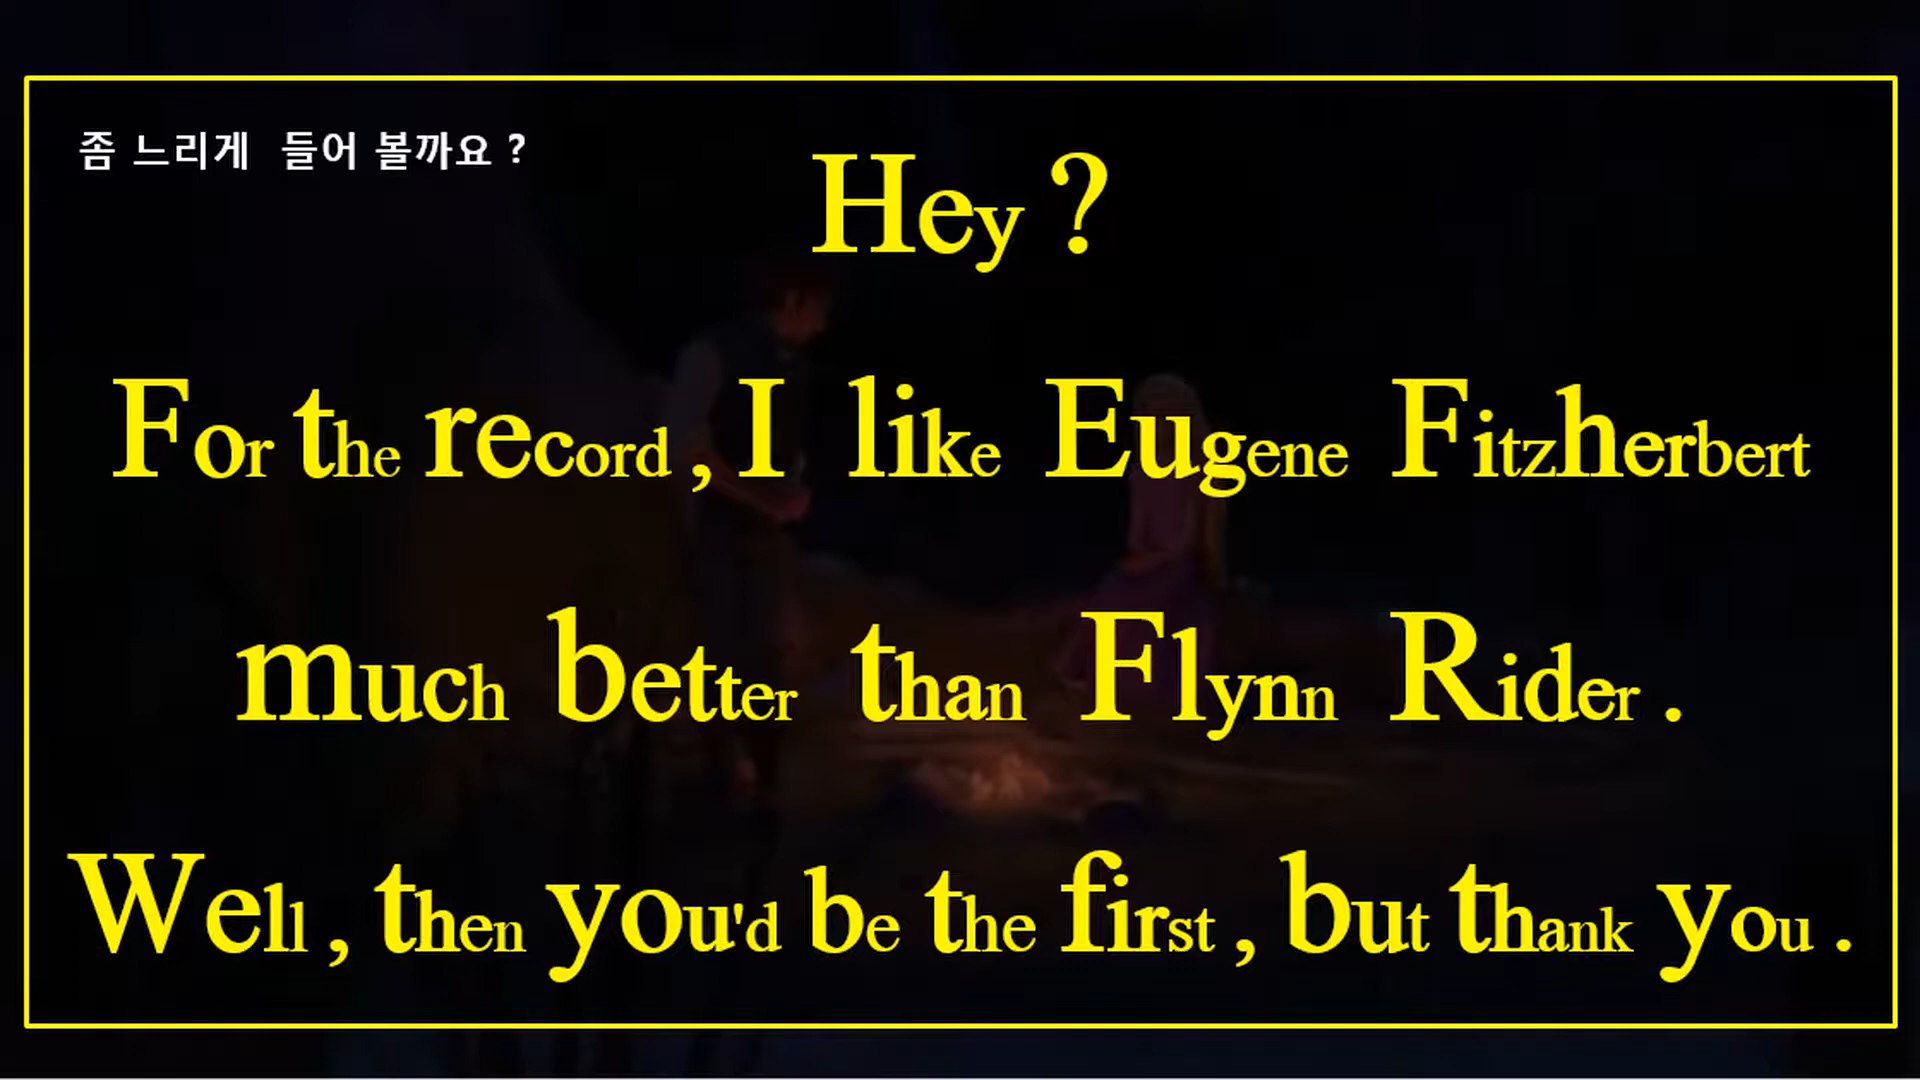 좀 느리게 들어 볼까요 ?
Hey ?
For the record , I like Eugene Fitzherbert
much better than Flynn Rider .
Well , then you'd be the first , but thank you .